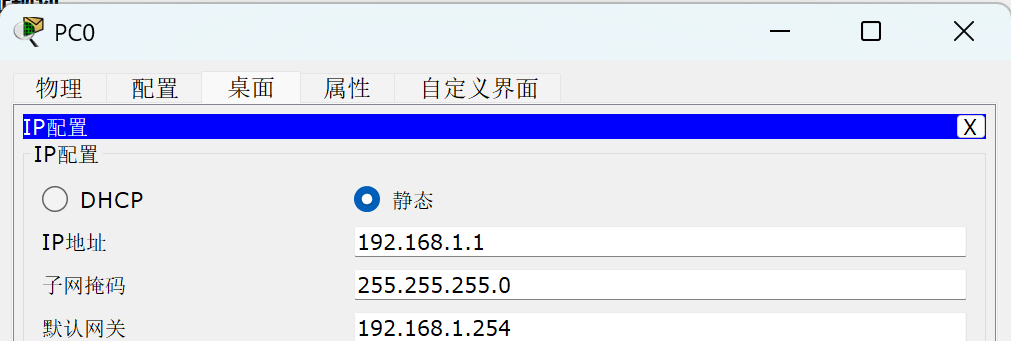 PC0
物理 配置 桌面 属性 自定义界面
IP配置 X
IP配置
DHCP 静态
IP地址 192.168.1.1
子网掩码 255.255.255.0
默认网关 192.168.1.254